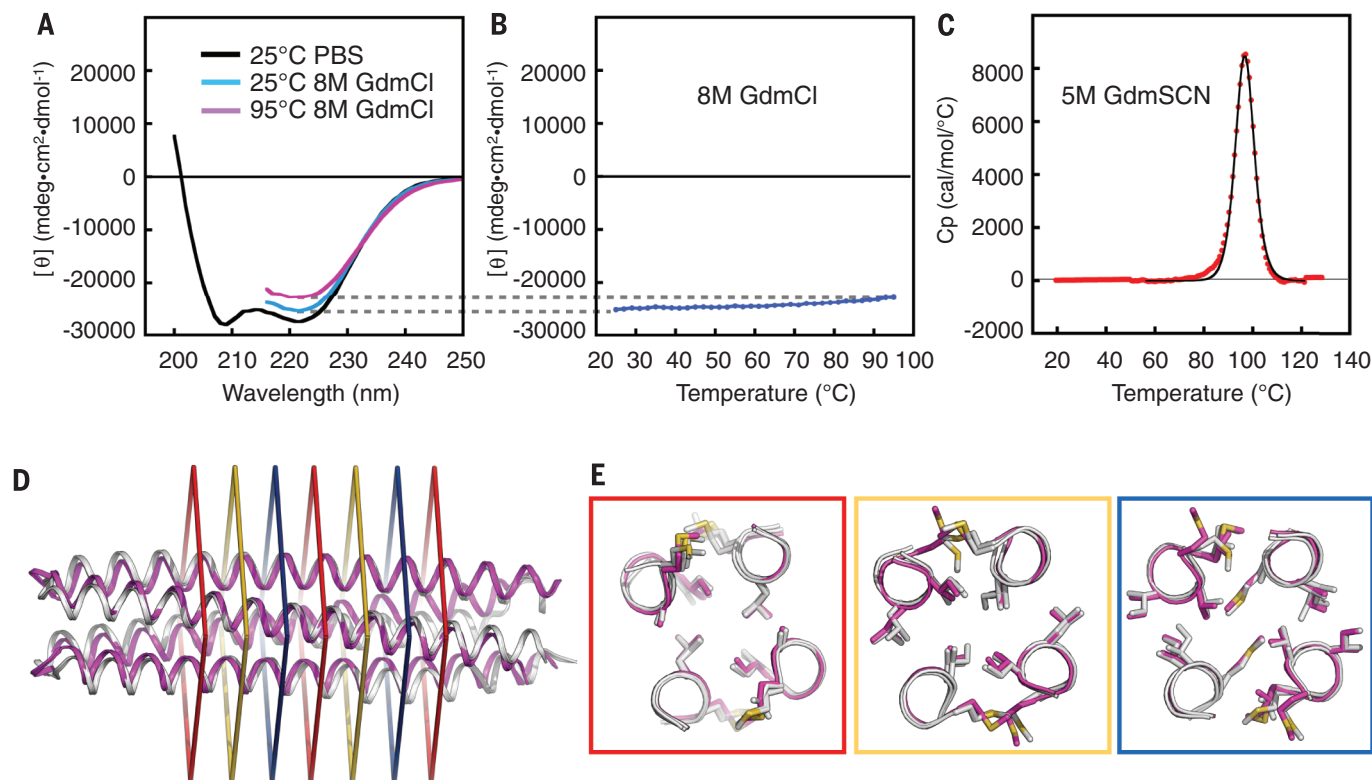 A
25°C PBS
25°C 8M GdmCl
95°C 8M GdmCl
20000
10000
0
-10000
-20000
-30000
[θ] (mdeg•cm²•dmol⁻¹)
200 210 220 230 240 250
Wavelength (nm)
B
8M GdmCl
20000
10000
0
-10000
-20000
-30000
[θ] (mdeg•cm²•dmol⁻¹)
20 30 40 50 60 70 80 90 100
Temperature (°C)
C
5M GdmSCN
8000
6000
4000
2000
0
-2000
Cp (cal/mol/°C)
20 40 60 80 100 120 140
Temperature (°C)
D
E